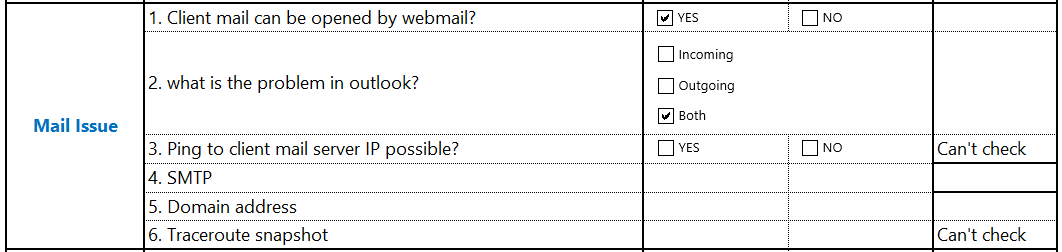 Mail Issue
1. Client mail can be opened by webmail?
YES
NO
2. what is the problem in outlook?
Incoming
Outgoing
Both
3. Ping to client mail server IP possible?
YES
NO
Can't check
4. SMTP
5. Domain address
6. Traceroute snapshot
Can't check